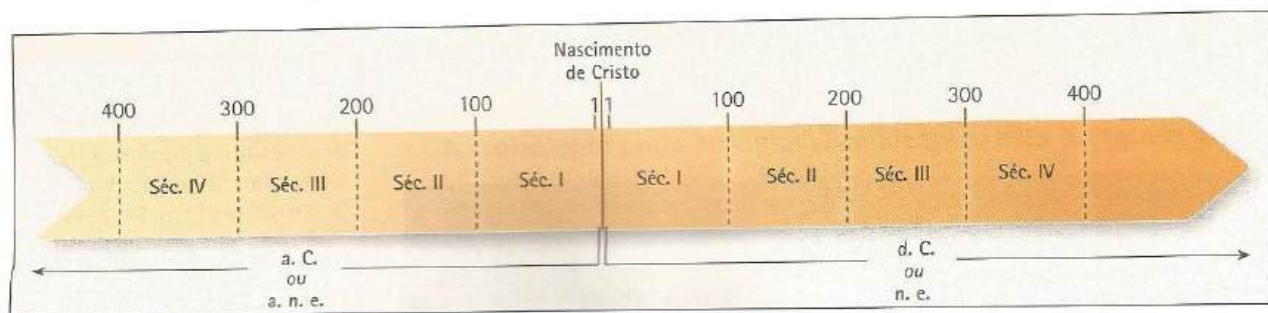 Nascimento
de Cristo
400 300 200 100 1 1 100 200 300 400
Séc. IV Séc. III Séc. II Séc. I Séc. I Séc. II Séc. III Séc. IV
a. C.
ou
a. n. e.
d. C.
ou
n. e.